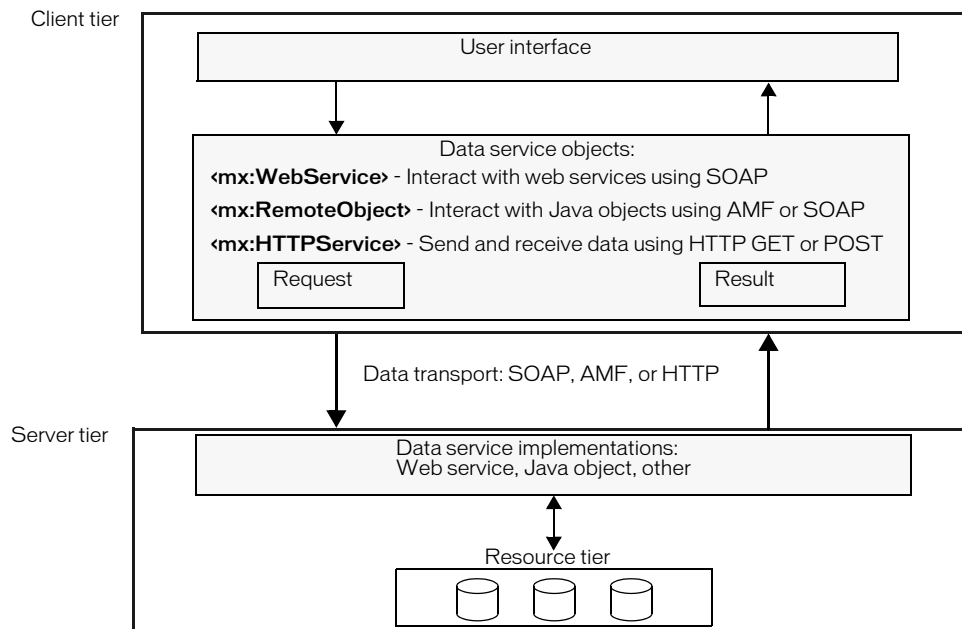 Client tier
User interface
Data service objects:
‹mx:WebService› - Interact with web services using SOAP
‹mx:RemoteObject› - Interact with Java objects using AMF or SOAP
‹mx:HTTPService› - Send and receive data using HTTP GET or POST
Request
Result
Data transport: SOAP, AMF, or HTTP
Server tier
Data service implementations:
Web service, Java object, other
Resource tier